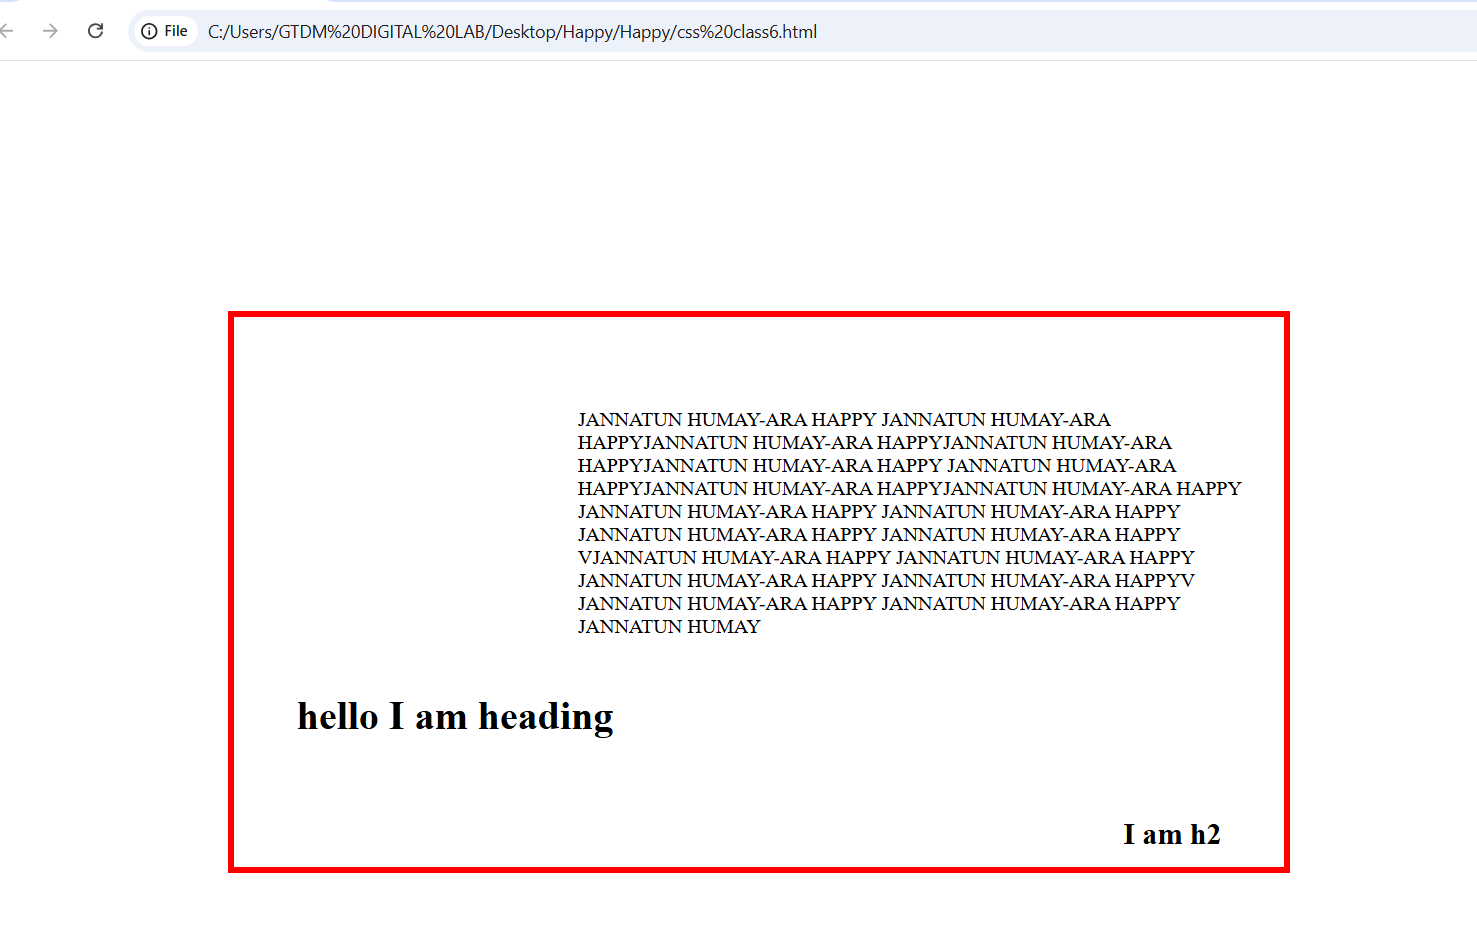 File C:/Users/GTDM%20DIGITAL%20LAB/Desktop/Happy/Happy/css%20class6.html
JANNATUN HUMAY-ARA HAPPY JANNATUN HUMAY-ARA
HAPPYJANNATUN HUMAY-ARA HAPPYJANNATUN HUMAY-ARA
HAPPYJANNATUN HUMAY-ARA HAPPY JANNATUN HUMAY-ARA
HAPPYJANNATUN HUMAY-ARA HAPPYJANNATUN HUMAY-ARA HAPPY
JANNATUN HUMAY-ARA HAPPY JANNATUN HUMAY-ARA HAPPY
JANNATUN HUMAY-ARA HAPPY JANNATUN HUMAY-ARA HAPPY
VJANNATUN HUMAY-ARA HAPPY JANNATUN HUMAY-ARA HAPPY
JANNATUN HUMAY-ARA HAPPY JANNATUN HUMAY-ARA HAPPYV
JANNATUN HUMAY-ARA HAPPY JANNATUN HUMAY-ARA HAPPY
JANNATUN HUMAY
hello I am heading
I am h2